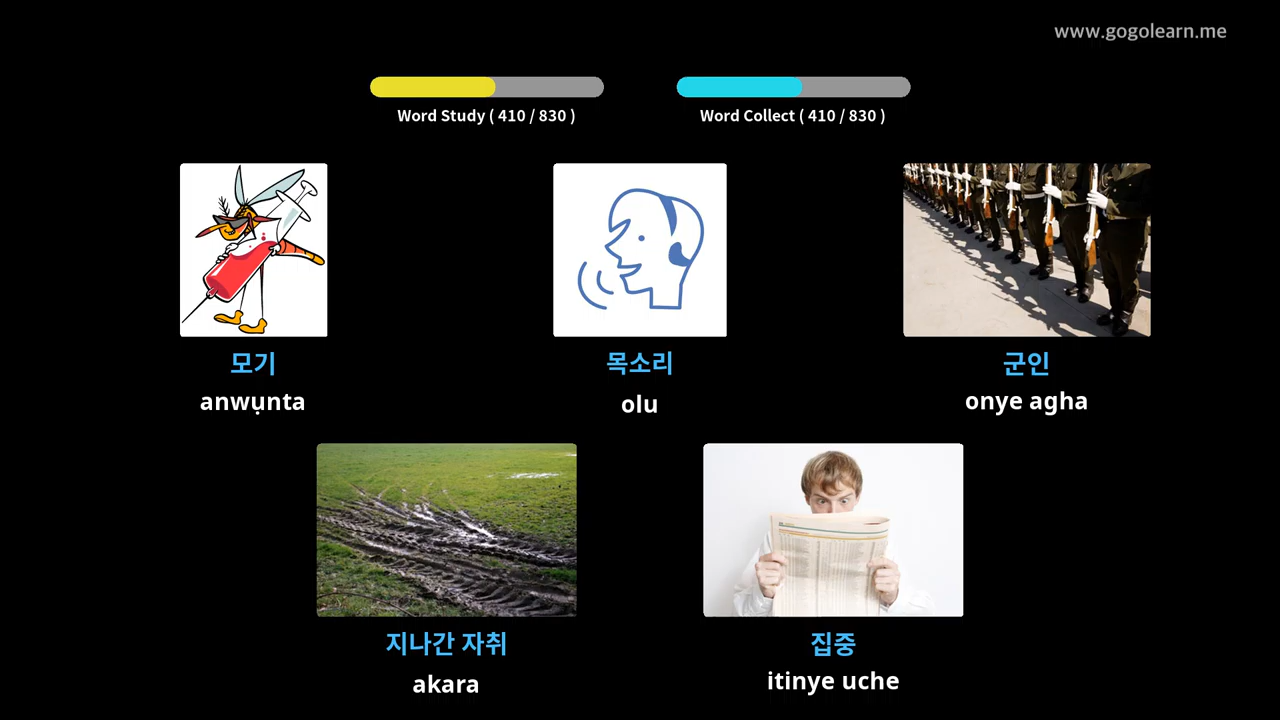 www.gogolearn.me
Word Study ( 410 / 830 )
Word Collect ( 410 / 830 )
모기
anwụnta
목소리
olu
군인
onye agha
지나간 자취
akara
집중
itinye uche